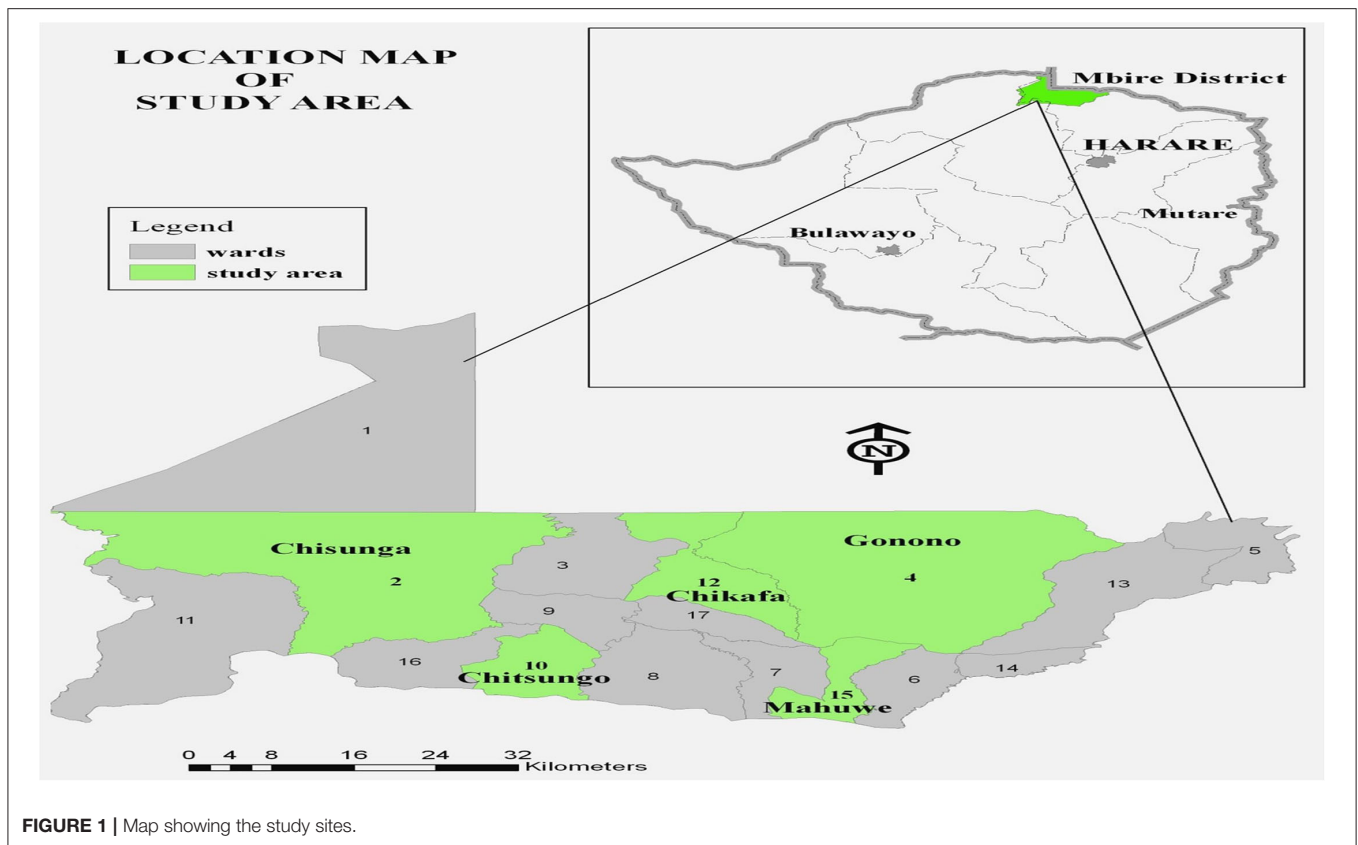 LOCATION MAP
OF
STUDY AREA
Mbire District
HARARE
Mutare
Bulawayo
Legend
wards
study area
1
N
Chisunga
2
3
Gonono
4
5
13
12
Chikafa
11
9
17
16
10
Chitsungo
8
7
15
Mahuwe
6
14
0 4 8 16 24 32
Kilometers
FIGURE 1 | Map showing the study sites.